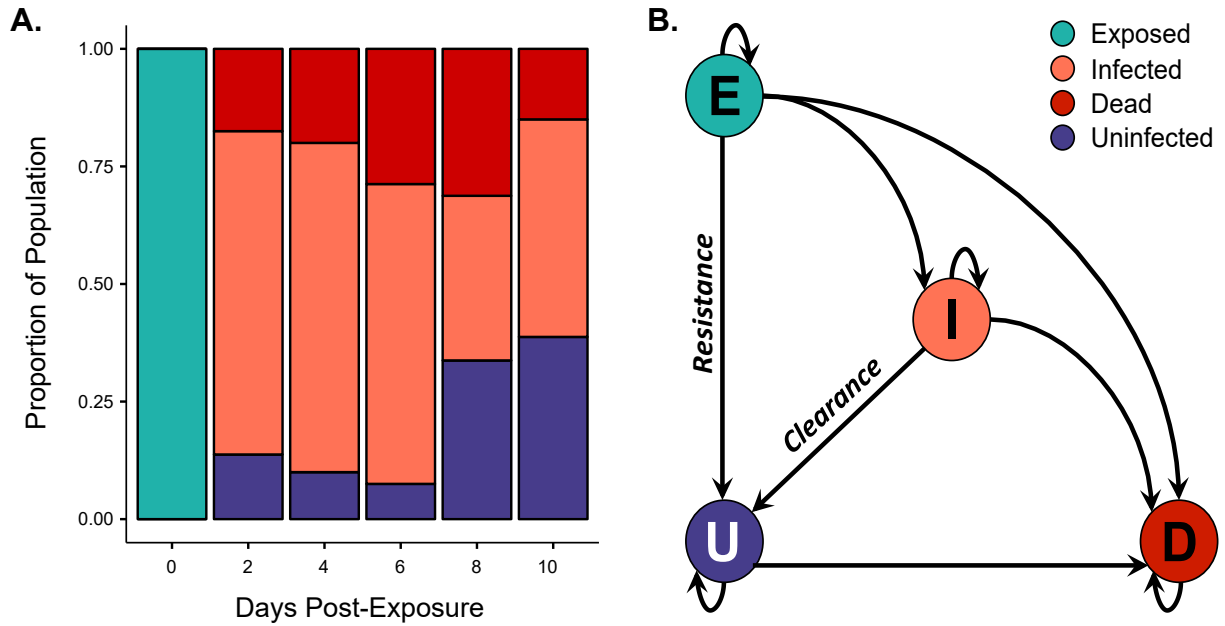 A.
Proportion of Population
1.00
0.75
0.50
0.25
0.00
0 2 4 6 8 10
Days Post-Exposure
B.
Exposed
Infected
Dead
Uninfected
E
Resistance
I
Clearance
U
D